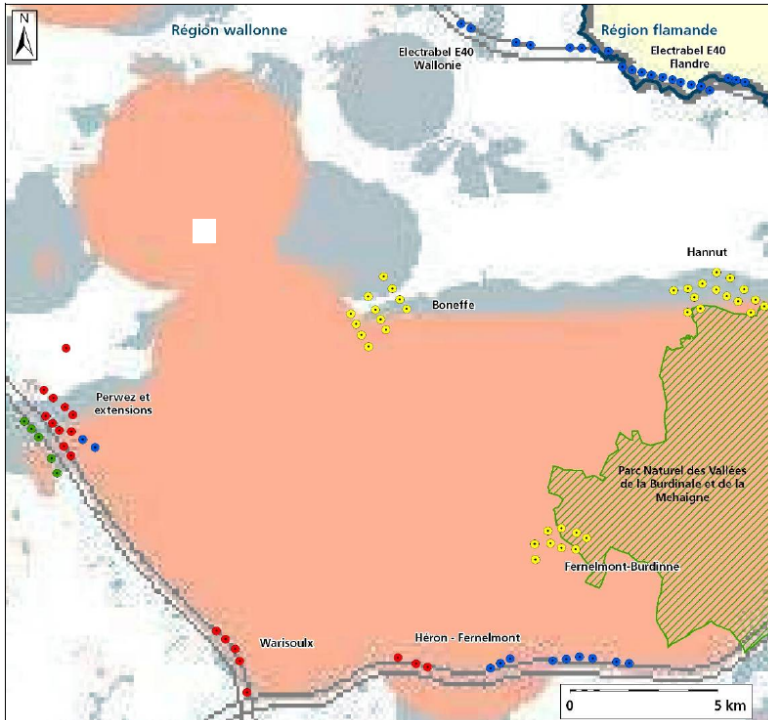 N
Région wallonne
Région flamande
Electrabel E40
Wallonie
Electrabel E40
Flandre
Hannut
Boneffe
Perwez et
extensions
Parc Naturel des Vallées
de la Burdinale et de la
Mehaigne
Fernelmont-Burdinne
Warisoulx
Héron - Fernelmont
0
5 km